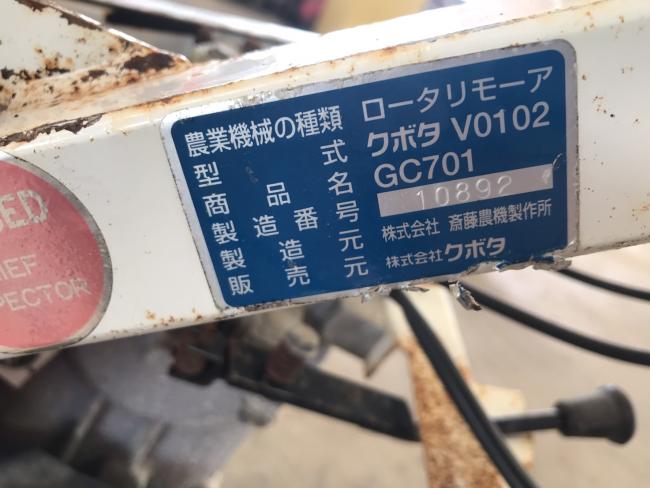 農業機械の種類 ロータリモーア
型式 クボタ V0102
商品名 GC701
製造番号 10892
製造元 株式会社 斎藤農機製作所
販売元 株式会社クボタ
PECTOR